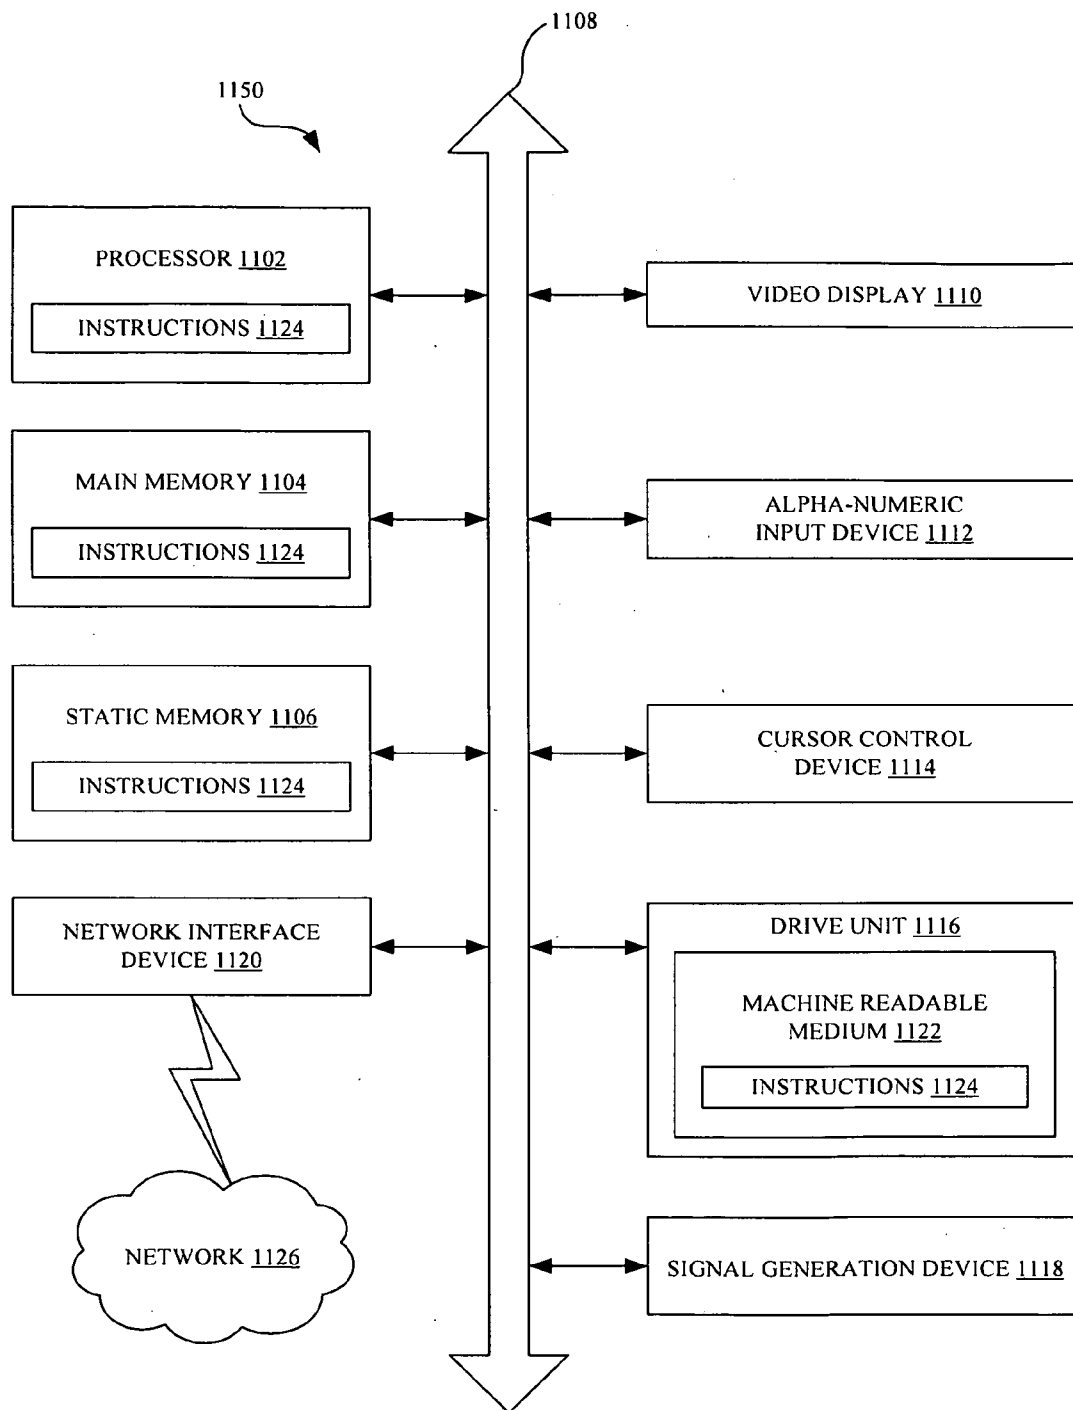 1108
1150
PROCESSOR 1102
INSTRUCTIONS 1124
MAIN MEMORY 1104
INSTRUCTIONS 1124
STATIC MEMORY 1106
INSTRUCTIONS 1124
NETWORK INTERFACE
DEVICE 1120
NETWORK 1126
VIDEO DISPLAY 1110
ALPHA-NUMERIC
INPUT DEVICE 1112
CURSOR CONTROL
DEVICE 1114
DRIVE UNIT 1116
MACHINE READABLE
MEDIUM 1122
INSTRUCTIONS 1124
SIGNAL GENERATION DEVICE 1118